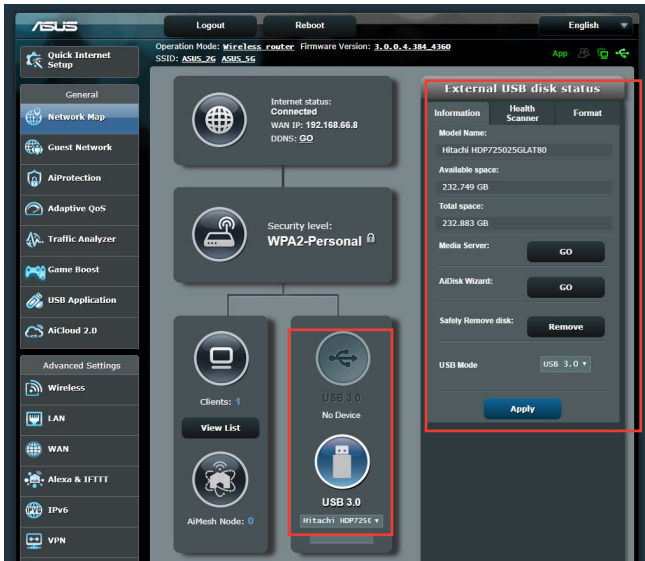 ASUS
Logout
Reboot
English
Quick Internet
Setup
Operation Mode: Wireless router Firmware Version: 3.0.0.4.384_4360
SSID: ASUS_2G ASUS_5G
App
General
Network Map
Guest Network
AiProtection
Adaptive QoS
Traffic Analyzer
Game Boost
USB Application
AiCloud 2.0
Advanced Settings
Wireless
LAN
WAN
Alexa & IFTTT
IPv6
VPN
Internet status:
Connected
WAN IP: 192.168.66.8
DDNS: GO
Security level:
WPA2-Personal
Clients: 1
View List
AiMesh Node: 0
USB 3.0
No Device
USB 3.0
Hitachi HDP725C
External USB disk status
Information
Health
Scanner
Format
Model Name:
Hitachi HDP725025GLAT80
Available space:
232.749 GB
Total space:
232.883 GB
Media Server:
GO
AiDisk Wizard:
GO
Safely Remove disk:
Remove
USB Mode
USB 3.0
Apply